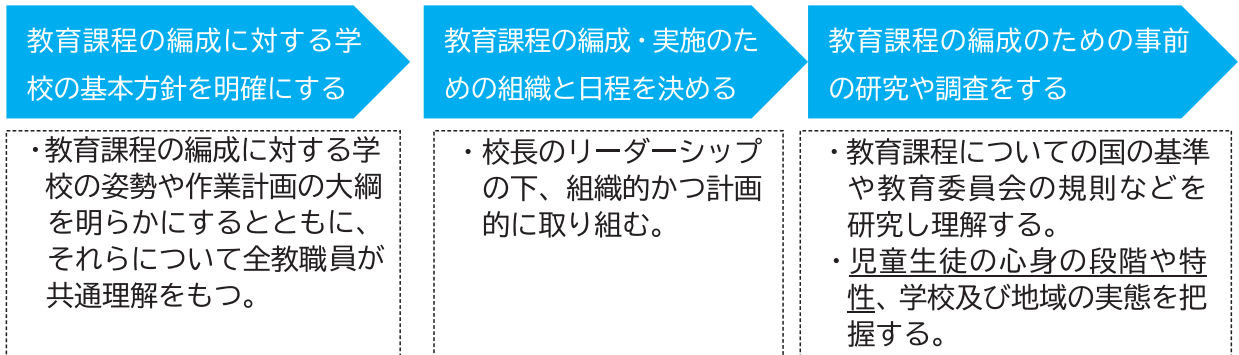 教育課程の編成に対する学
校の基本方針を明確にする
教育課程の編成・実施のた
めの組織と日程を決める
教育課程の編成のための事前
の研究や調査をする
・教育課程の編成に対する学
校の姿勢や作業計画の大綱
を明らかにするとともに、
それらについて全教職員が
共通理解をもつ。
・校長のリーダーシップ
の下、組織的かつ計画
的に取り組む。
・教育課程についての国の基準
や教育委員会の規則などを
研究し理解する。
・児童生徒の心身の段階や特
性、学校及び地域の実態を把
握する。